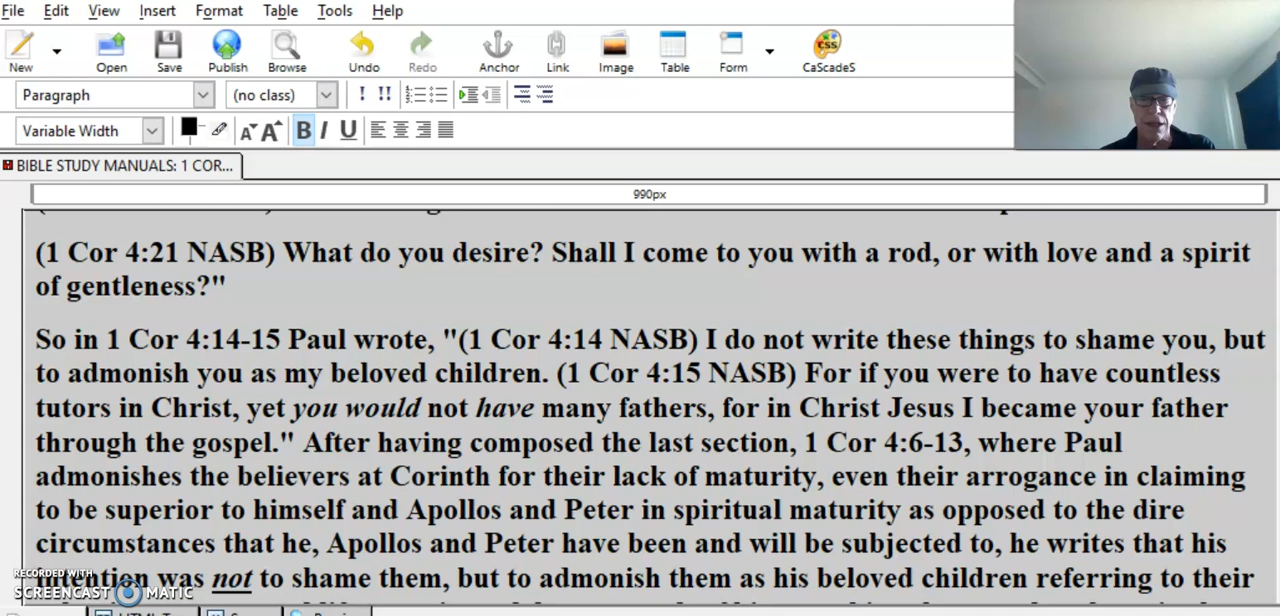 File Edit View Insert Format Table Tools Help
New Open Save Publish Browse Undo Redo Anchor Link Image Table Form CaScadeS
Paragraph (no class) ! !!
Variable Width A A B I U
BIBLE STUDY MANUALS: 1 COR...
990px
(1 Cor 4:21 NASB) What do you desire? Shall I come to you with a rod, or with love and a spirit
of gentleness?"
So in 1 Cor 4:14-15 Paul wrote, "(1 Cor 4:14 NASB) I do not write these things to shame you, but
to admonish you as my beloved children. (1 Cor 4:15 NASB) For if you were to have countless
tutors in Christ, yet you would not have many fathers, for in Christ Jesus I became your father
through the gospel." After having composed the last section, 1 Cor 4:6-13, where Paul
admonishes the believers at Corinth for their lack of maturity, even their arrogance in claiming
to be superior to himself and Apollos and Peter in spiritual maturity as opposed to the dire
circumstances that he, Apollos and Peter have been and will be subjected to, he writes that his
intention was not to shame them, but to admonish them as his beloved children referring to their
RECORDED WITH
SCREENCAST MATIC